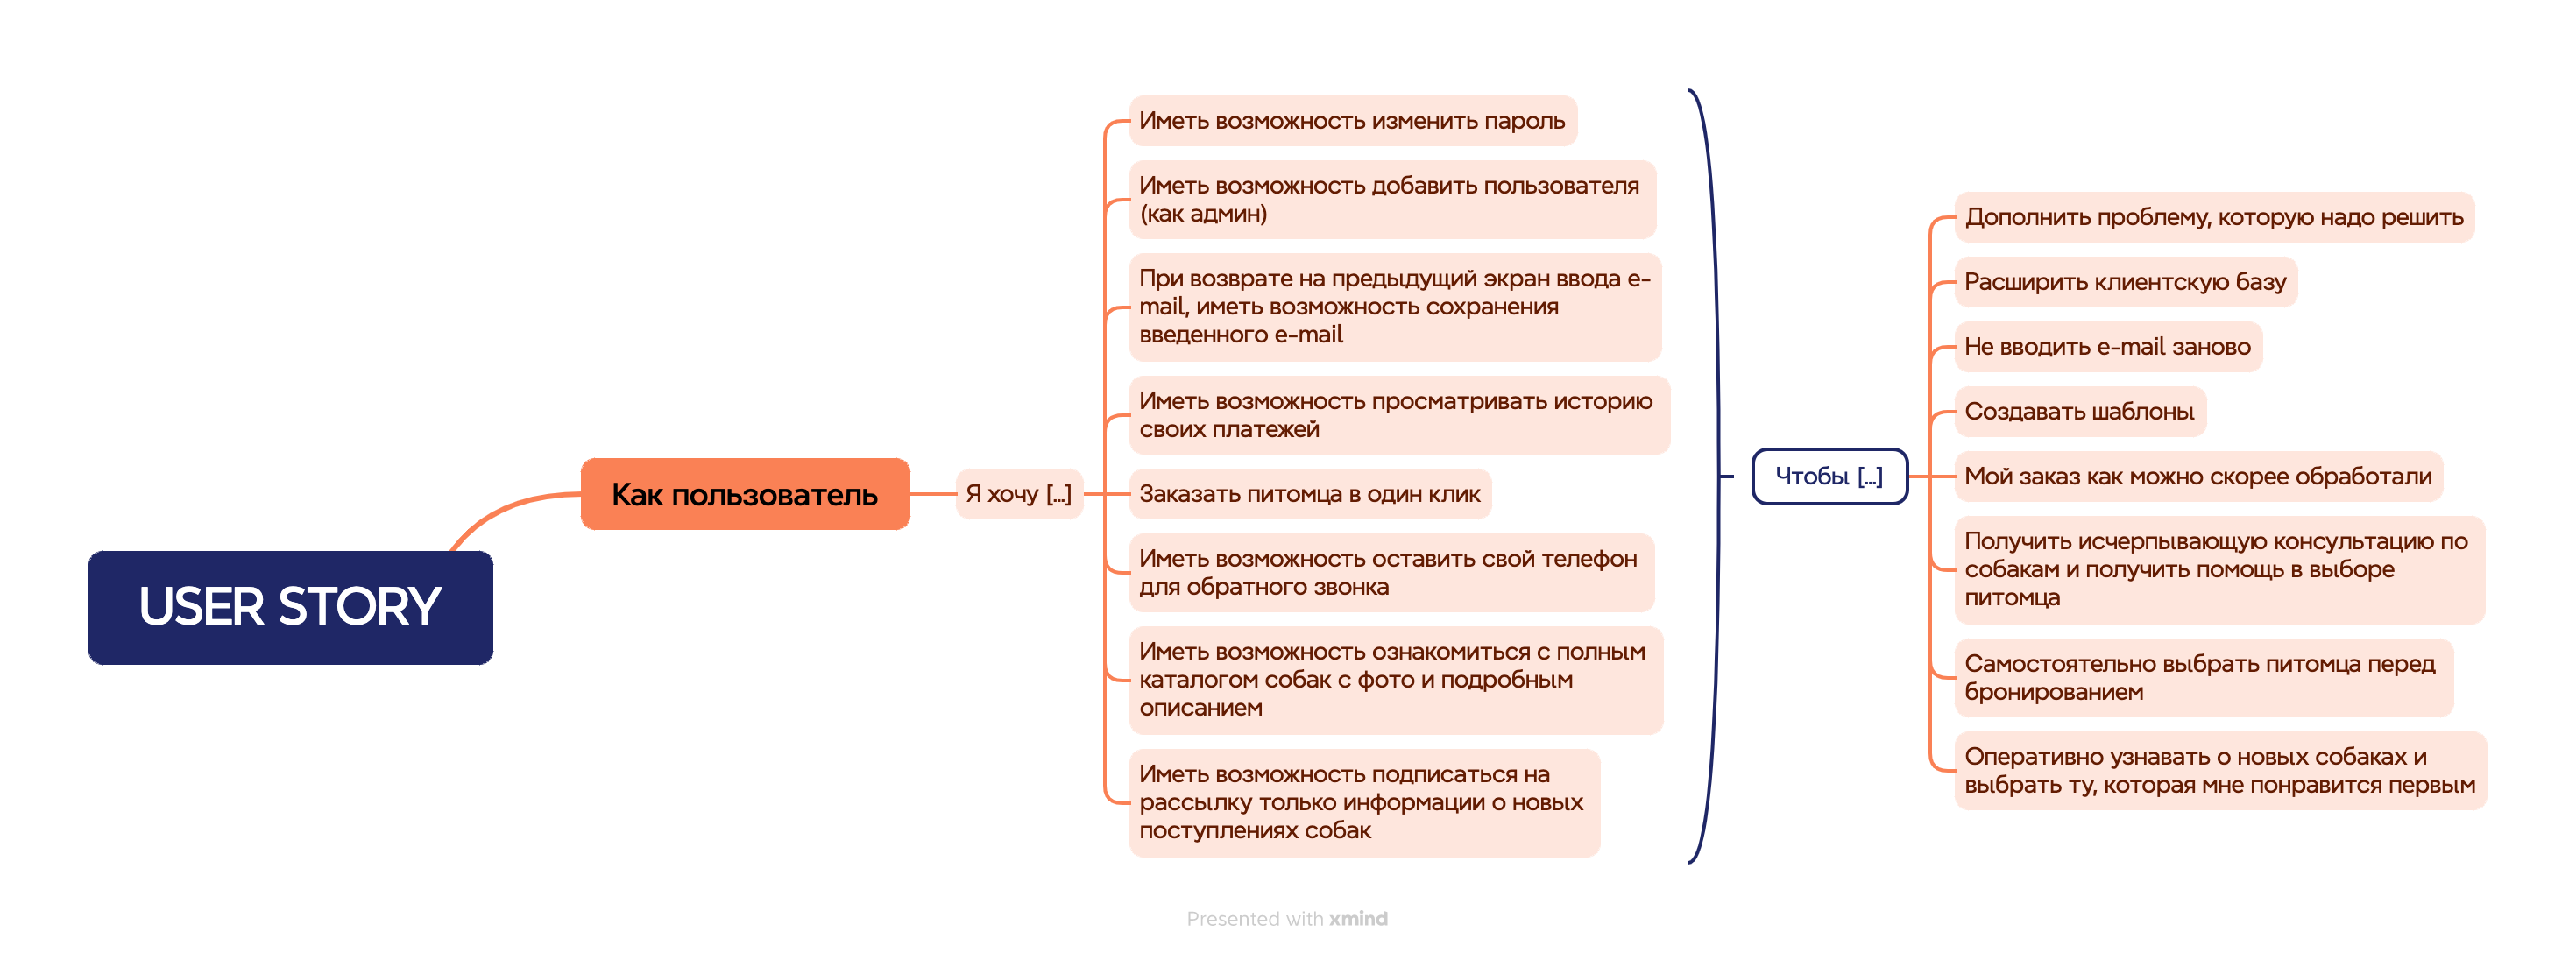 USER STORY
Как пользователь
Я хочу [...]
Иметь возможность изменить пароль
Иметь возможность добавить пользователя
(как админ)
При возврате на предыдущий экран ввода e-
mail, иметь возможность сохранения
введенного e-mail
Иметь возможность просматривать историю
своих платежей
Заказать питомца в один клик
Иметь возможность оставить свой телефон
для обратного звонка
Иметь возможность ознакомиться с полным
каталогом собак с фото и подробным
описанием
Иметь возможность подписаться на
рассылку только информации о новых
поступлениях собак
Чтобы [...]
Дополнить проблему, которую надо решить
Расширить клиентскую базу
Не вводить e-mail заново
Создавать шаблоны
Мой заказ как можно скорее обработали
Получить исчерпывающую консультацию по
собакам и получить помощь в выборе
питомца
Самостоятельно выбрать питомца перед
бронированием
Оперативно узнавать о новых собаках и
выбрать ту, которая мне понравится первым
Presented with xmind